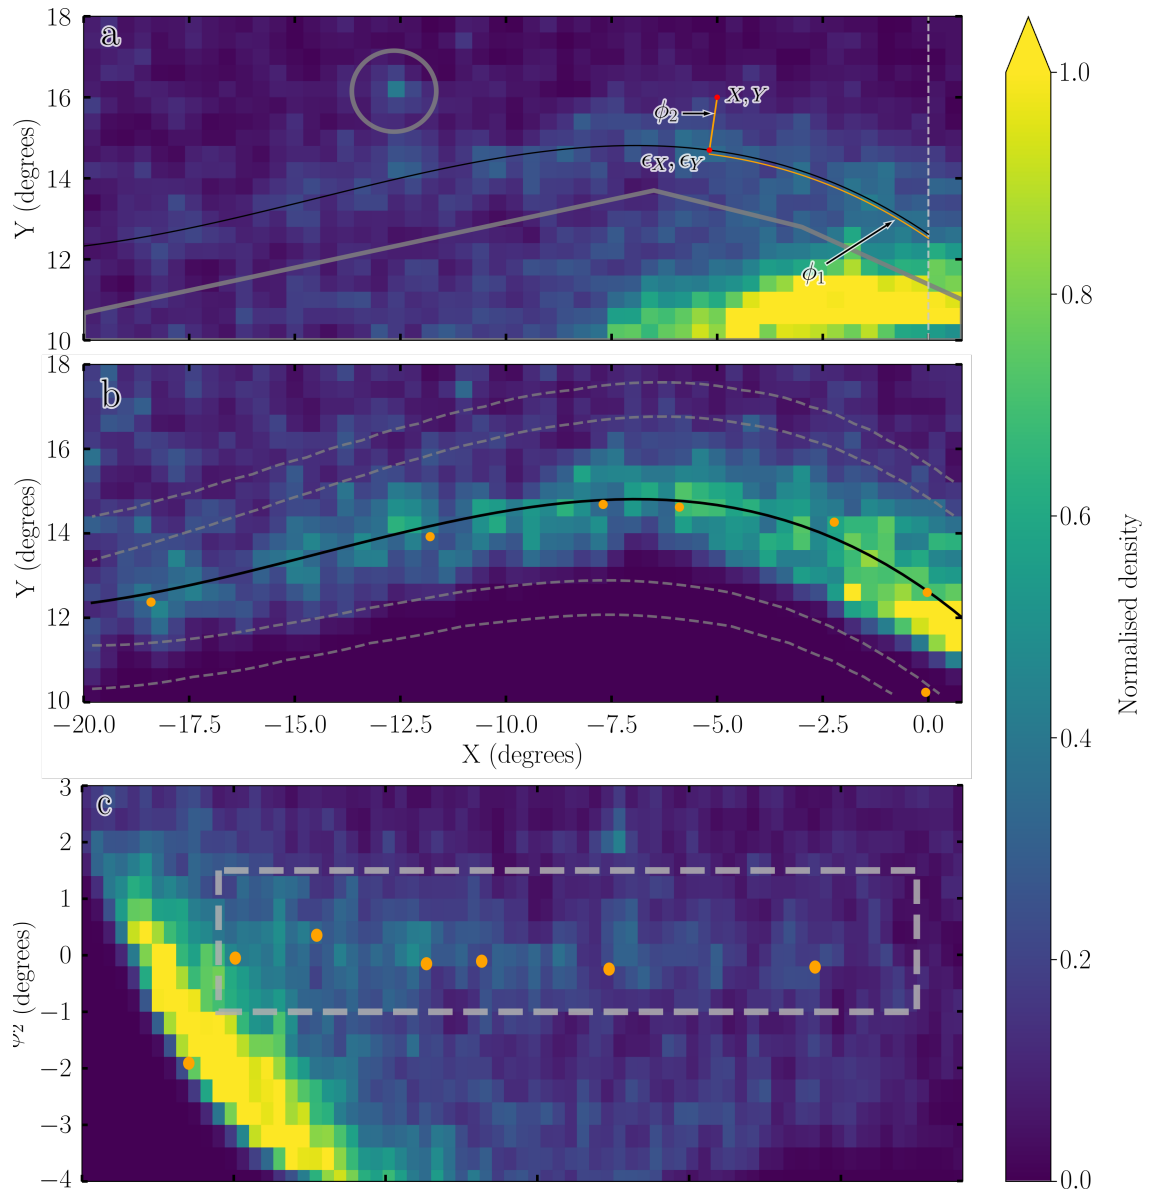 a
18
16
14
12
10
Y (degrees)
X, Y
ϕ2
ϵX, ϵY
ϕ1
b
18
16
14
12
10
Y (degrees)
−20.0 −17.5 −15.0 −12.5 −10.0 −7.5 −5.0 −2.5 0.0
X (degrees)
c
3
2
1
0
−1
−2
−3
−4
(degrees)
1.0
0.8
0.6
0.4
0.2
0.0
Normalised density